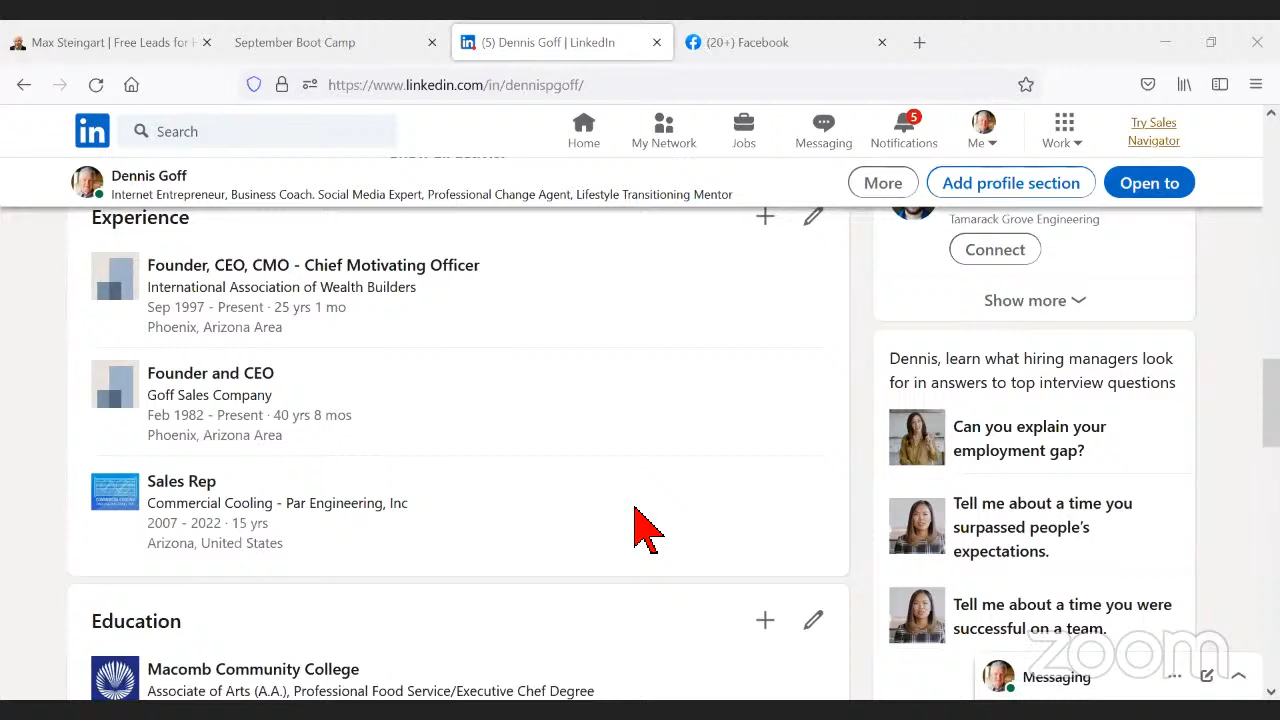 Max Steingart | Free Leads for
September Boot Camp
(5) Dennis Goff | LinkedIn
(20+) Facebook
https://www.linkedin.com/in/dennispgoff/
in
Search
Home
My Network
Jobs
Messaging
5
Notifications
Me
Work
Try Sales
Navigator
Dennis Goff
Internet Entrepreneur, Business Coach. Social Media Expert, Professional Change Agent, Lifestyle Transitioning Mentor
More
Add profile section
Open to
Experience
Founder, CEO, CMO - Chief Motivating Officer
International Association of Wealth Builders
Sep 1997 - Present · 25 yrs 1 mo
Phoenix, Arizona Area
Founder and CEO
Goff Sales Company
Feb 1982 - Present · 40 yrs 8 mos
Phoenix, Arizona Area
Sales Rep
Commercial Cooling - Par Engineering, Inc
2007 - 2022 · 15 yrs
Arizona, United States
Education
Macomb Community College
Associate of Arts (A.A.), Professional Food Service/Executive Chef Degree
Tamarack Grove Engineering
Connect
Show more
Dennis, learn what hiring managers look
for in answers to top interview questions
Can you explain your
employment gap?
Tell me about a time you
surpassed people's
expectations.
Tell me about a time you were
successful on a team.
zoom
Messaging